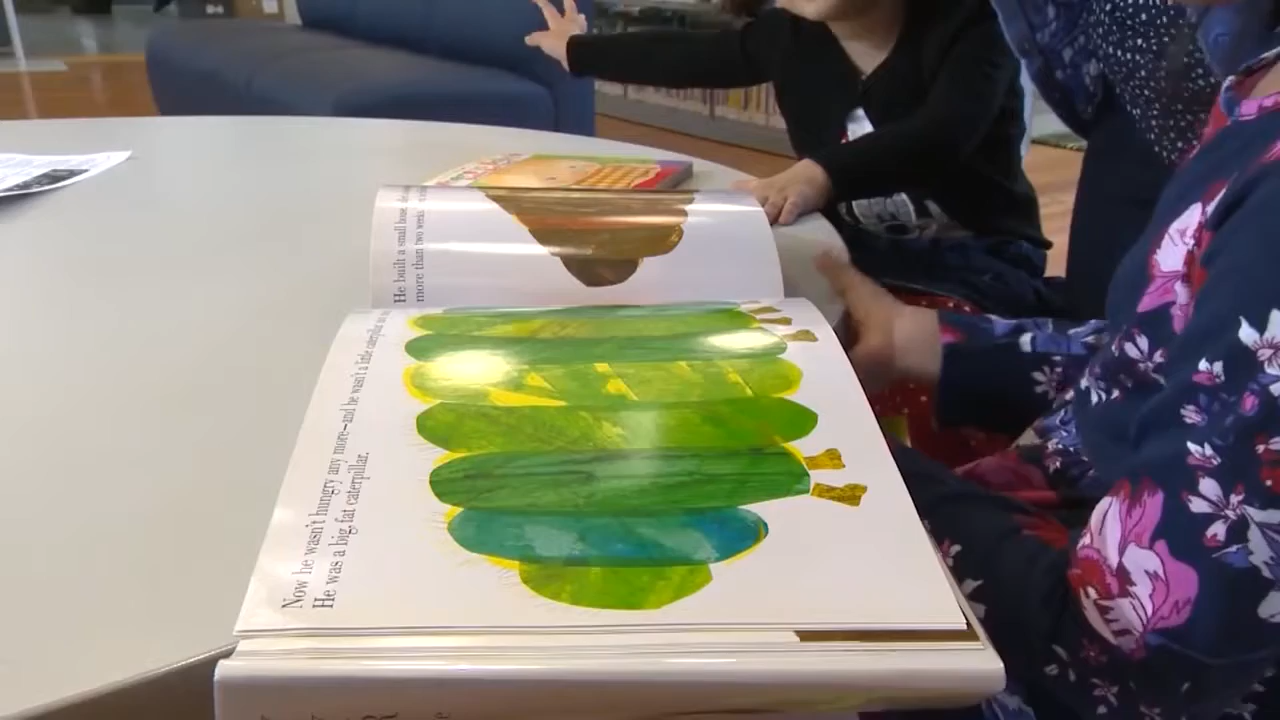 Now he wasn't hungry any more—and he wasn't a little caterpillar
He was a big, fat caterpillar.
He built a small house,
more than two weeks.